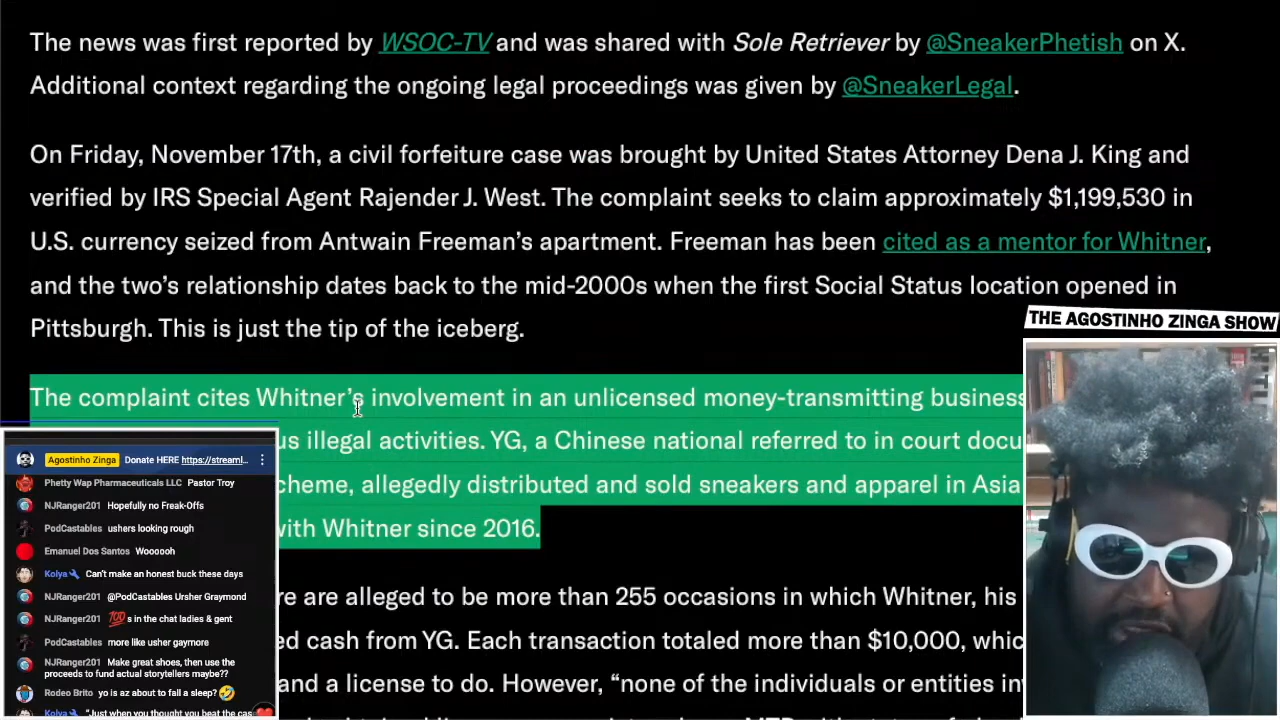 The news was first reported by WSOC-TV and was shared with Sole Retriever by @SneakerPhetish on X.
Additional context regarding the ongoing legal proceedings was given by @SneakerLegal.
On Friday, November 17th, a civil forfeiture case was brought by United States Attorney Dena J. King and
verified by IRS Special Agent Rajender J. West. The complaint seeks to claim approximately $1,199,530 in
U.S. currency seized from Antwain Freeman's apartment. Freeman has been cited as a mentor for Whitner,
and the two's relationship dates back to the mid-2000s when the first Social Status location opened in
Pittsburgh. This is just the tip of the iceberg.
THE AGOSTINHO ZINGA SHOW
The complaint cites Whitner's involvement in an unlicensed money-transmitting business
illegal activities. YG, a Chinese national referred to in court
allegedly distributed and sold sneakers and apparel in Asia
with Whitner since 2016.
are alleged to be more than 255 occasions in which Whitner, his
cash from YG. Each transaction totaled more than $10,000,
and a license to do. However, "none of the individuals or entities
Agostinho Zinga Donate HERE https://streaml...
Phetty Wap Pharmaceuticals LLC Pastor Troy
NJRanger201 Hopefully no Freak-Offs
PodCastables ushers looking rough
Emanuel Dos Santos Woooooh
Kolya Can't make an honest buck these days
NJRanger201 @PodCastables Ursher Graymond
NJRanger201 💯s in the chat ladies & gent
PodCastables more like usher gaymore
NJRanger201 Make great shoes, then use the
proceeds to fund actual storytellers maybe??
Rodeo Brito yo is az about to fall a sleep? 🤣
Kolya "Just when you thought you beat the